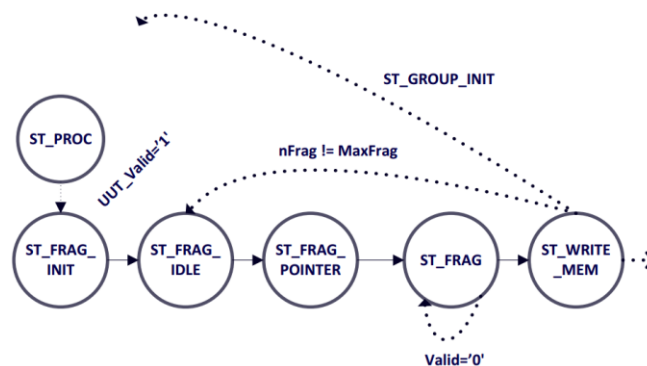 ST_GROUP_INIT
ST_PROC
UUT_Valid='1'
nFrag != MaxFrag
ST_FRAG_
INIT
ST_FRAG_
IDLE
ST_FRAG_
POINTER
ST_FRAG
ST_WRITE
_MEM
Valid='0'